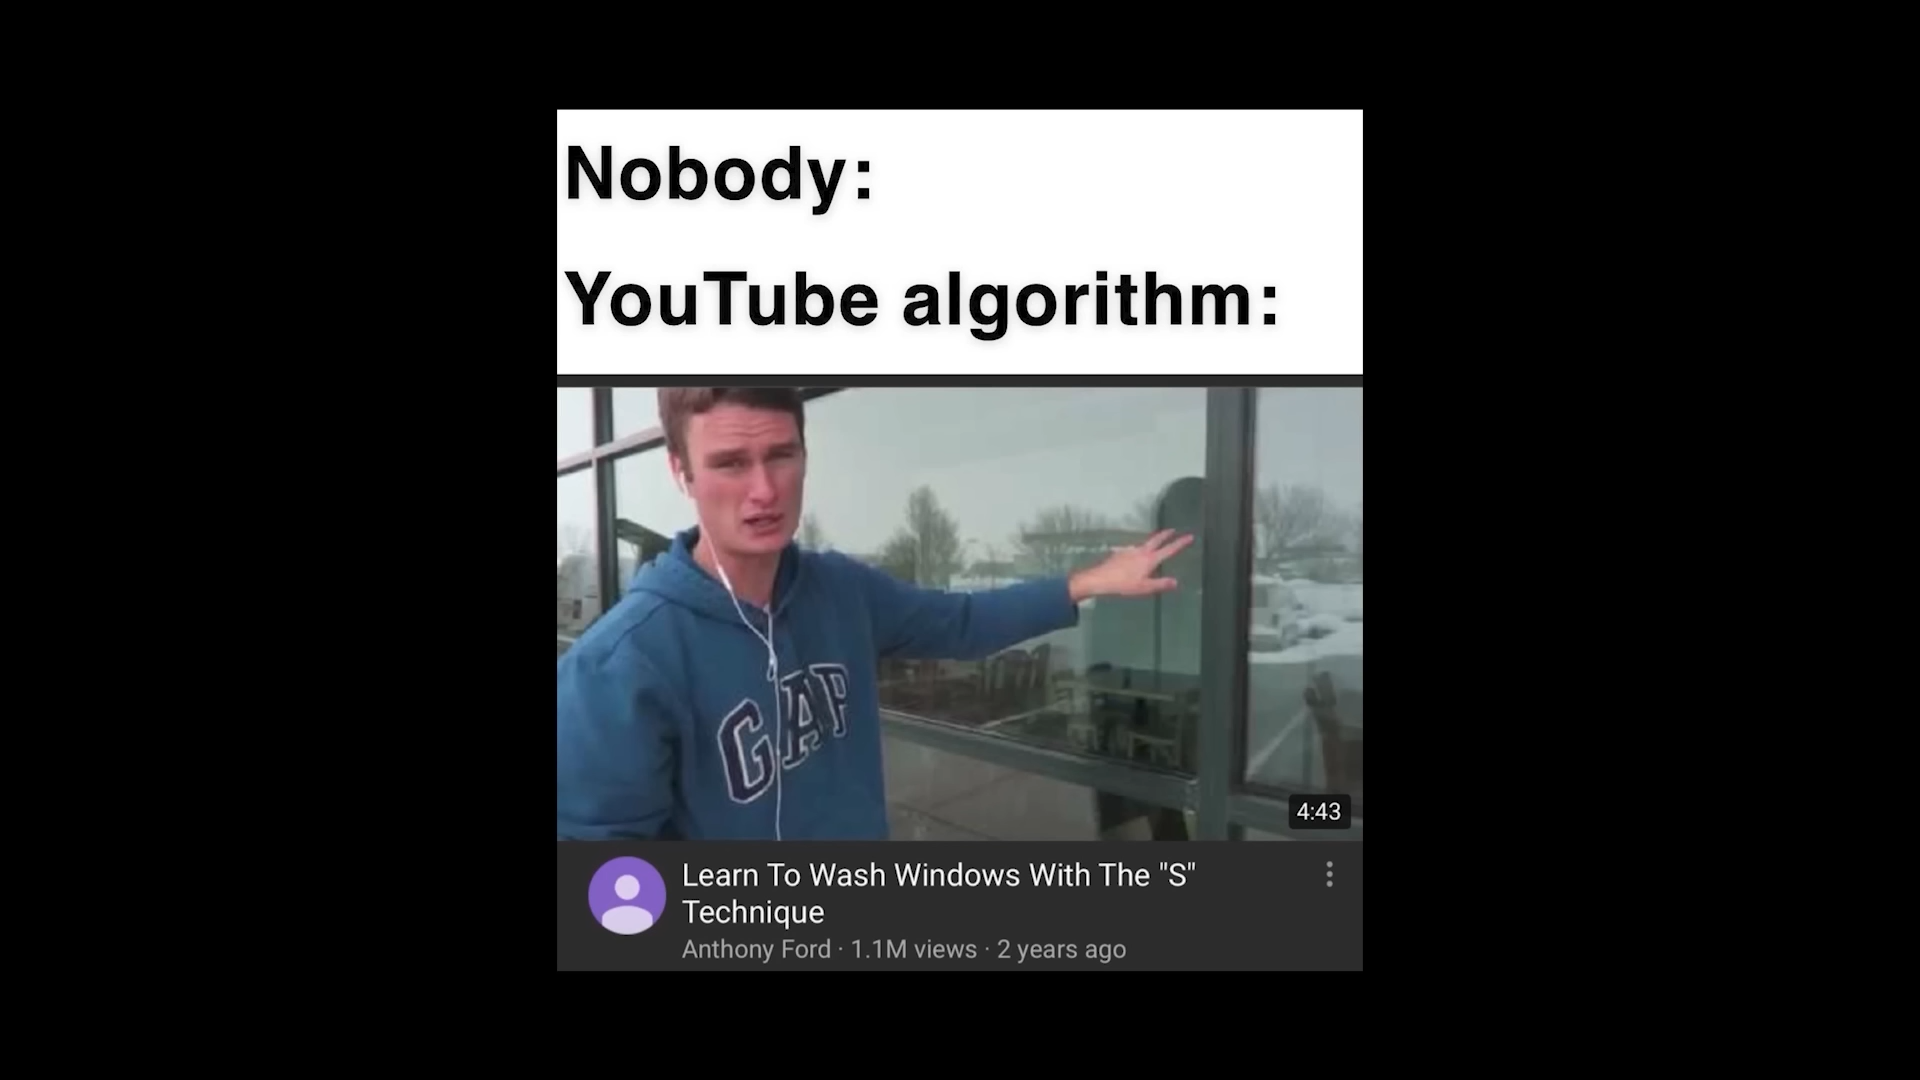 Nobody:
YouTube algorithm:
GAP
4:43
Learn To Wash Windows With The "S"
Technique
Anthony Ford · 1.1M views · 2 years ago